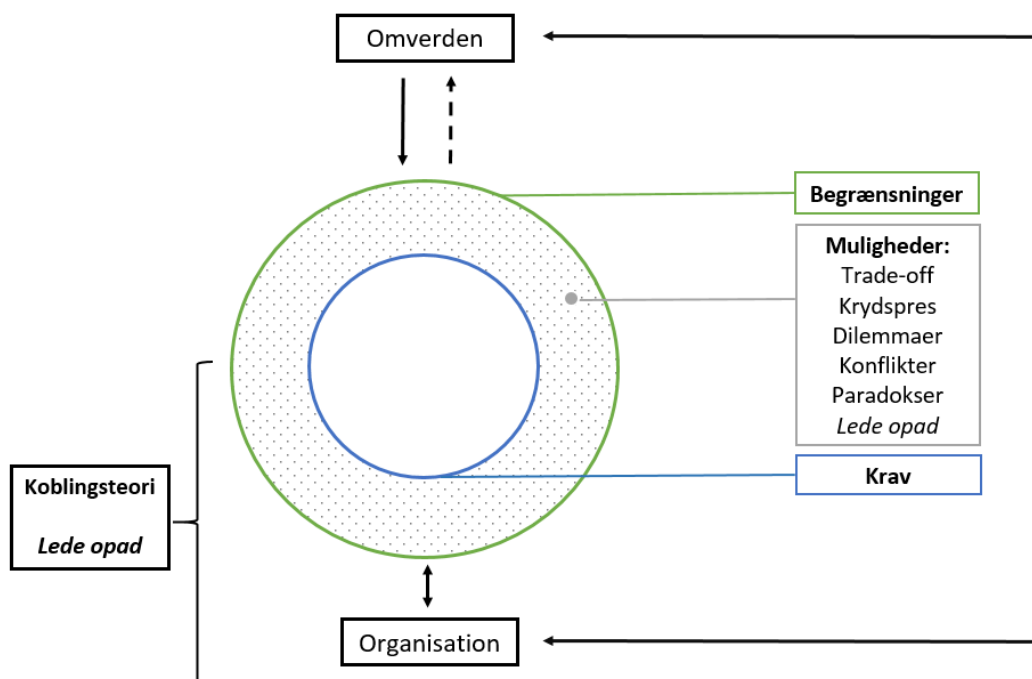 Omverden
Begrænsninger
Muligheder:
Trade-off
Krydspres
Dilemmaer
Konflikter
Paradokser
Lede opad
Krav
Koblingsteori
Lede opad
Organisation